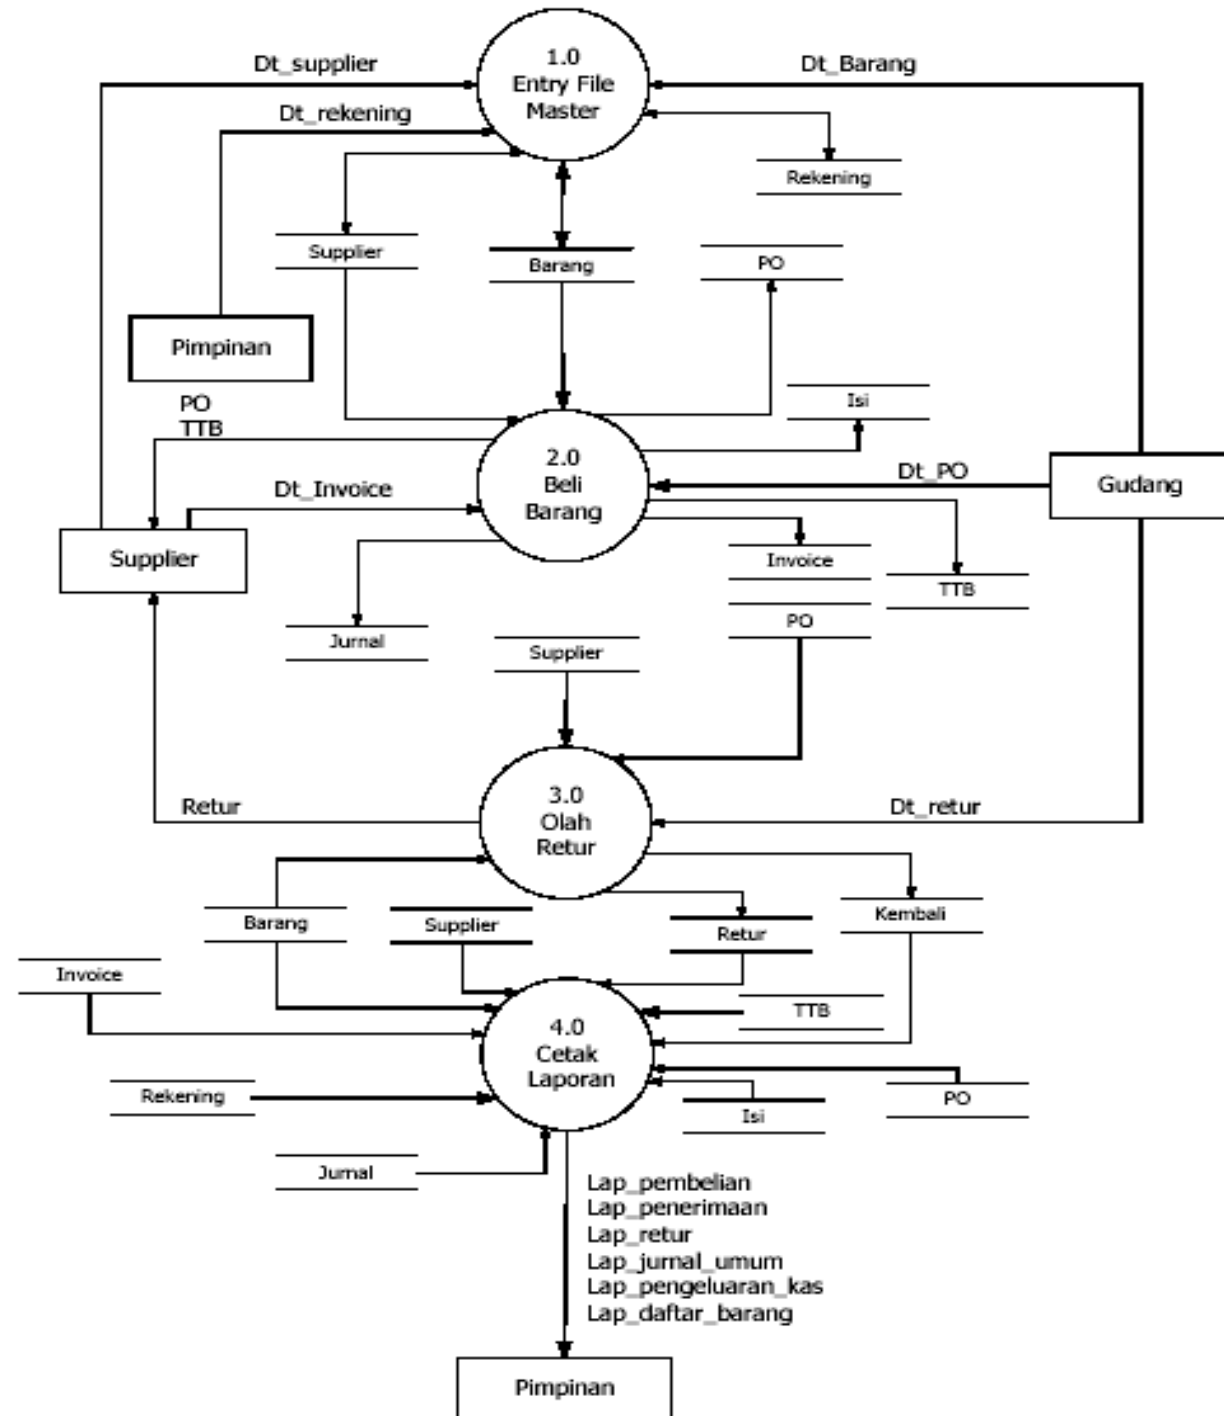 1.0
Entry File
Master
Dt_supplier
Dt_Barang
Dt_rekening
Rekening
Supplier
Barang
PO
Pimpinan
PO
TTB
Isi
2.0
Beli
Barang
Dt_PO
Gudang
Dt_Invoice
Supplier
Invoice
TTB
PO
Jurnal
Supplier
3.0
Olah
Retur
Retur
Dt_retur
Barang
Supplier
Retur
Kembali
Invoice
TTB
4.0
Cetak
Laporan
Rekening
Isi
PO
Jurnal
Lap_pembelian
Lap_penerimaan
Lap_retur
Lap_jurnal_umum
Lap_pengeluaran_kas
Lap_daftar_barang
Pimpinan